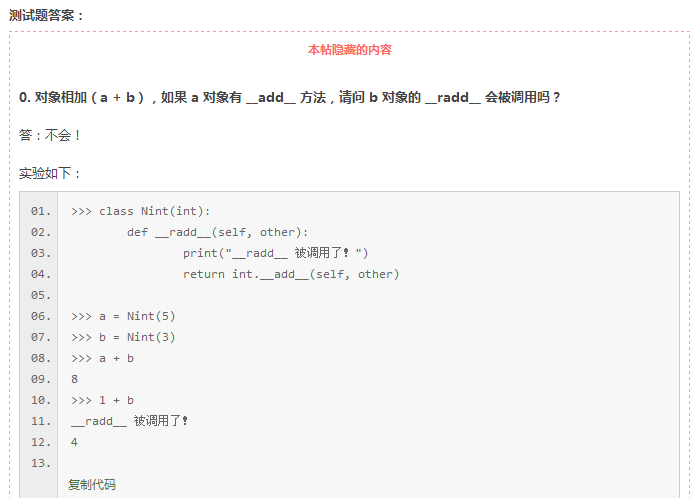 测试题答案：
本帖隐藏的内容
0. 对象相加（a + b），如果 a 对象有 __add__ 方法，请问 b 对象的 __radd__ 会被调用吗？
答：不会！
实验如下：
01. >>> class Nint(int):
02.         def __radd__(self, other):
03.                 print("__radd__ 被调用了！")
04.                 return int.__add__(self, other)
05.
06. >>> a = Nint(5)
07. >>> b = Nint(3)
08. >>> a + b
09. 8
10. >>> 1 + b
11. __radd__ 被调用了！
12. 4
13.
复制代码